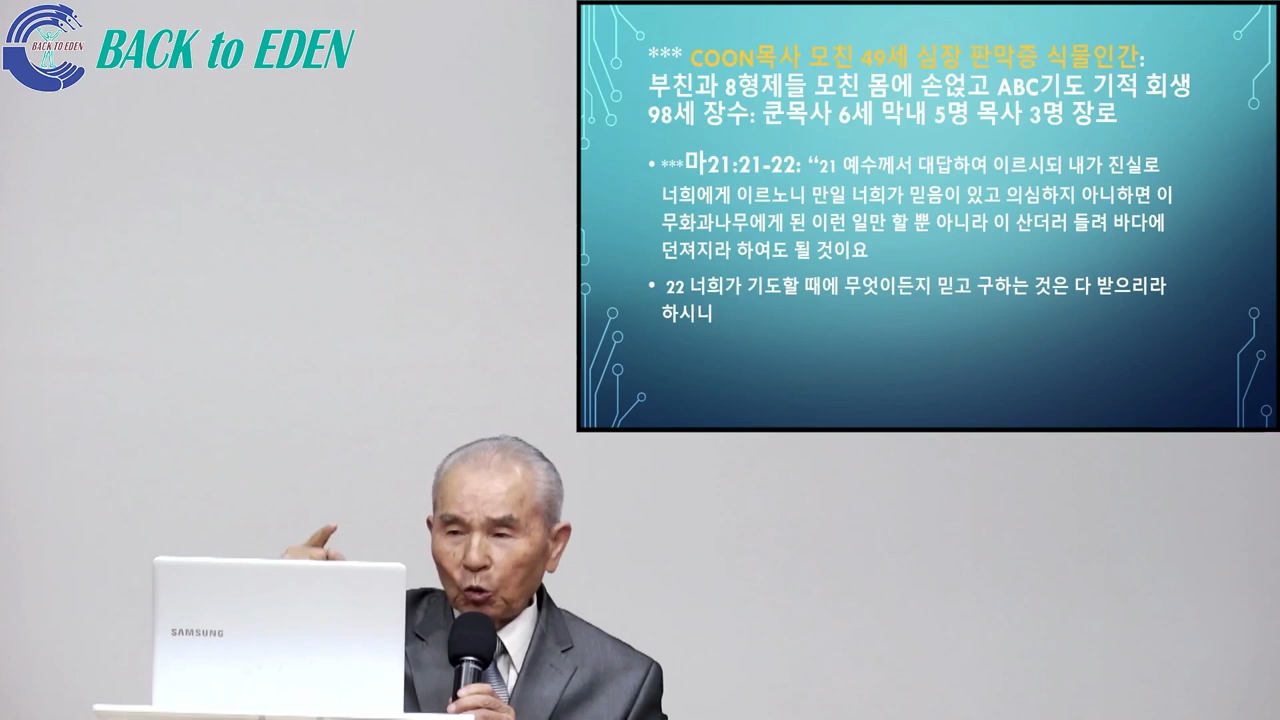 BACK TO EDEN
BACK to EDEN
*** COON목사 모친 49세 심장 판막증 식물인간:
부친과 8형제들 모친 몸에 손얹고 ABC기도 기적 회생
98세 장수: 쿤목사 6세 막내 5명 목사 3명 장로
• ***마21:21-22: “21 예수께서 대답하여 이르시되 내가 진실로
너희에게 이르노니 만일 너희가 믿음이 있고 의심하지 아니하면 이
무화과나무에게 된 이런 일만 할 뿐 아니라 이 산더러 들려 바다에
던져지라 하여도 될 것이요
• 22 너희가 기도할 때에 무엇이든지 믿고 구하는 것은 다 받으리라
하시니
SAMSUNG